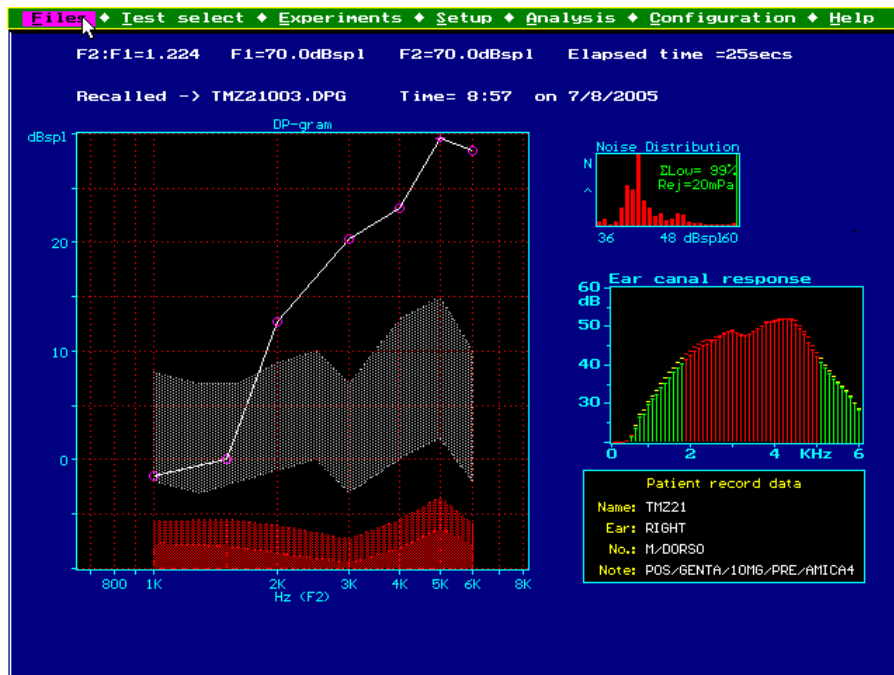 Files ◆ Test select ◆ Experiments ◆ Setup ◆ Analysis ◆ Configuration ◆ Help
F2:F1=1.224 F1=70.0dBspl F2=70.0dBspl Elapsed time =25secs
Recalled -> TMZ21003.DPG Time= 8:57 on 7/8/2005
DP-gram
dBspl
20
10
0
800 1K 2K 3K 4K 5K 6K 8K
Hz (F2)
Noise Distribution
N
^
ΣLow= 99%
Rej=20mPa
36 48 dBspl60
Ear canal response
60
dB
50
40
30
0 2 4 KHz 6
Patient record data
Name: TMZ21
Ear: RIGHT
No.: M/DORSO
Note: POS/GENTA/10MG/PRE/AMICA4